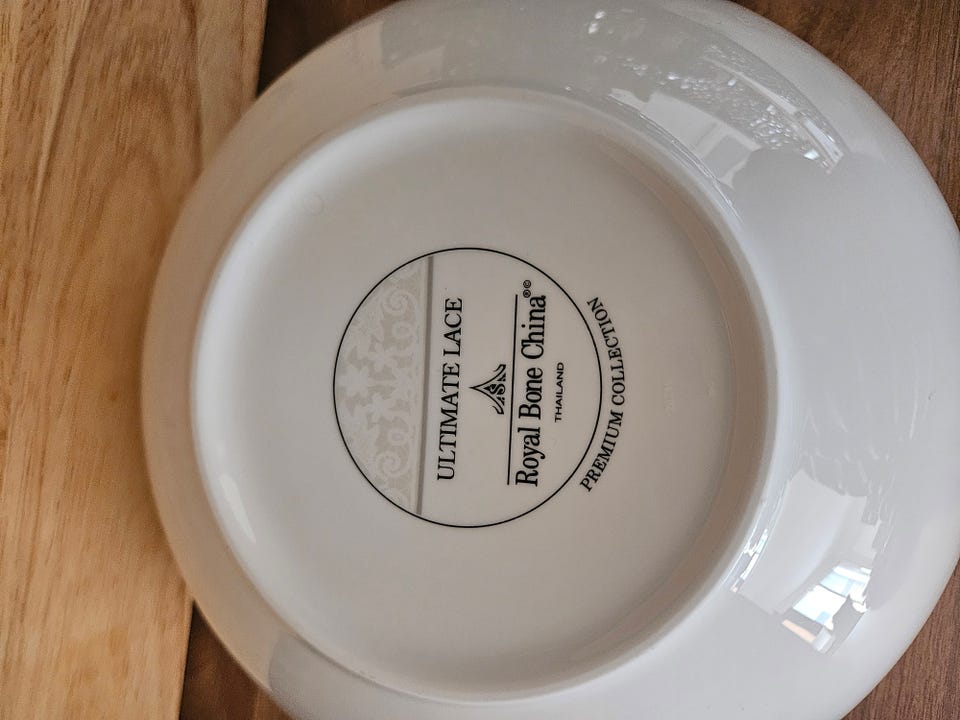 ULTIMATE LACE
S
Royal Bone China®©
THAILAND
PREMIUM COLLECTION